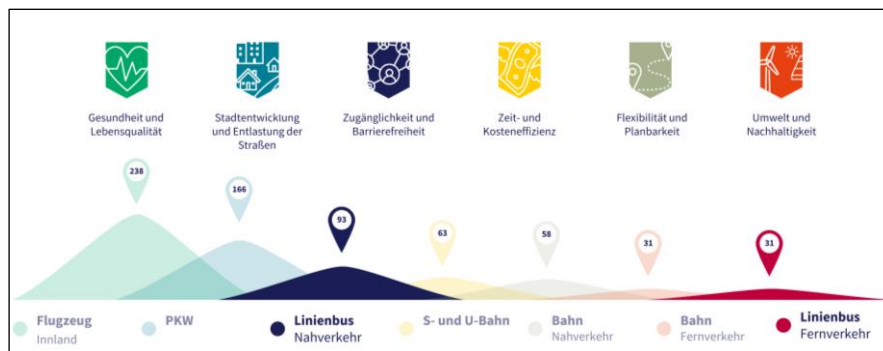 Gesundheit und
Lebensqualität
Stadtentwicklung
und Entlastung der
Straßen
Zugänglichkeit und
Barrierefreiheit
Zeit- und
Kosteneffizienz
Flexibilität und
Planbarkeit
Umwelt und
Nachhaltigkeit
238
166
93
63
58
31
31
Flugzeug
Innland
PKW
Linienbus
Nahverkehr
S- und U-Bahn
Bahn
Nahverkehr
Bahn
Fernverkehr
Linienbus
Fernverkehr